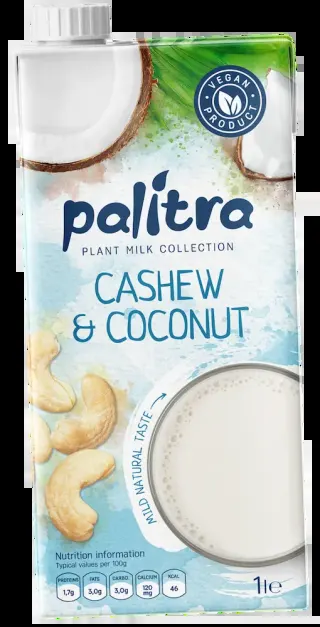 VEGAN
PRODUCT
palitra
PLANT MILK COLLECTION
CASHEW
& COCONUT
MILD NATURAL TASTE
Nutrition information
Typical values per 100g
PROTEINS FATS CARBO. CALCIUM KCAL
1,7g 3,0g 3,0g 120 mg 46
1l e